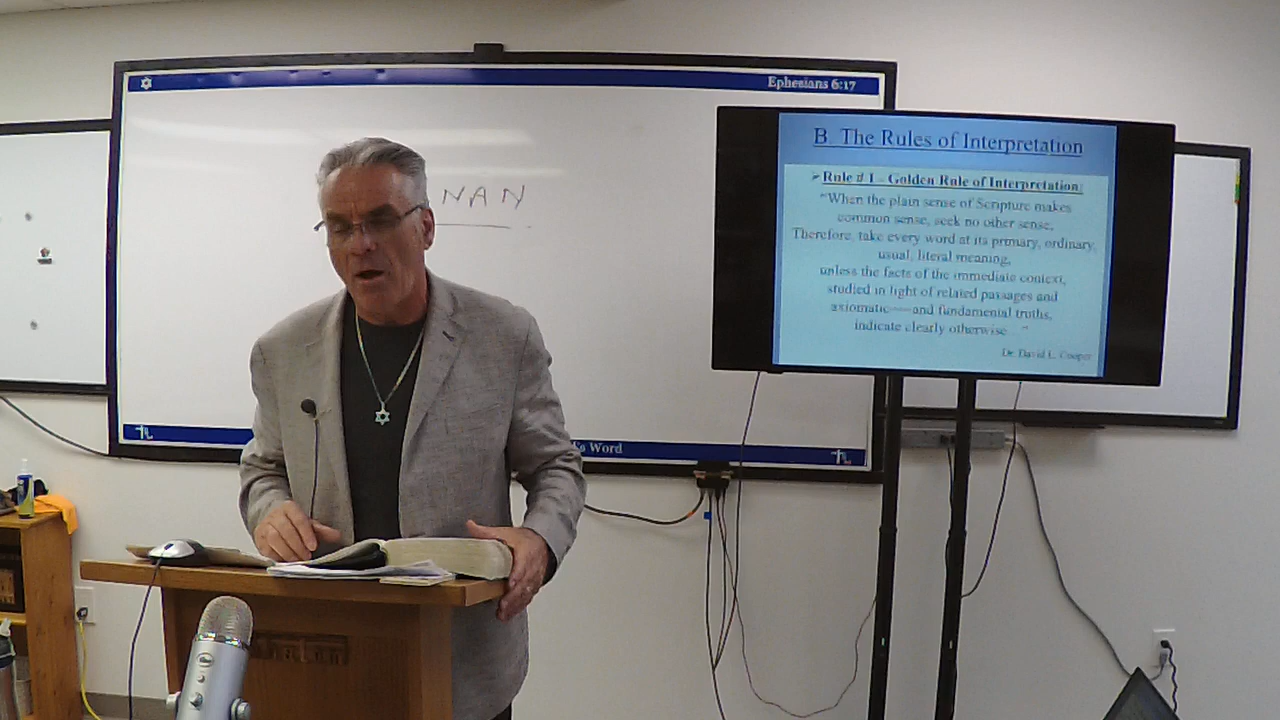 Ephesians 6:17
NAN
B. The Rules of Interpretation
➢Rule # 1 - Golden Rule of Interpretation:
"When the plain sense of Scripture makes
common sense, seek no other sense,
Therefore, take every word at its primary, ordinary,
usual, literal meaning,
unless the facts of the immediate context,
studied in light of related passages and
axiomatic—and fundamental truths,
indicate clearly otherwise..."
Dr. David L. Cooper
Word